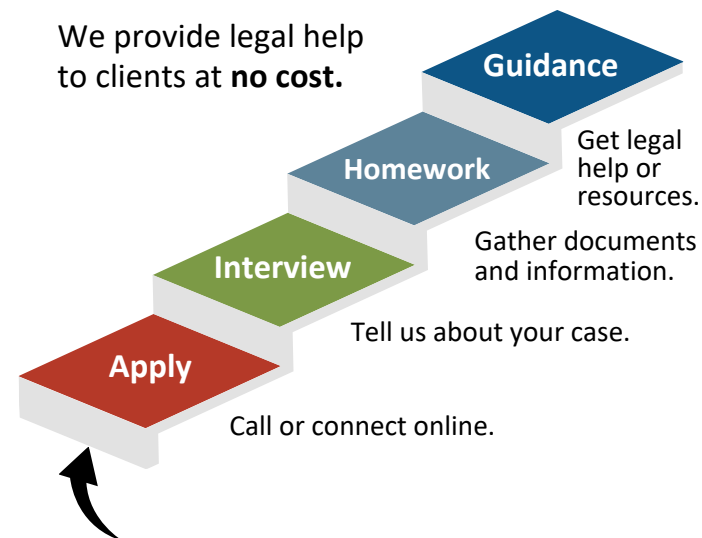 We provide legal help
to clients at no cost.
Guidance
Get legal
help or
resources.
Homework
Gather documents
and information.
Interview
Tell us about your case.
Apply
Call or connect online.